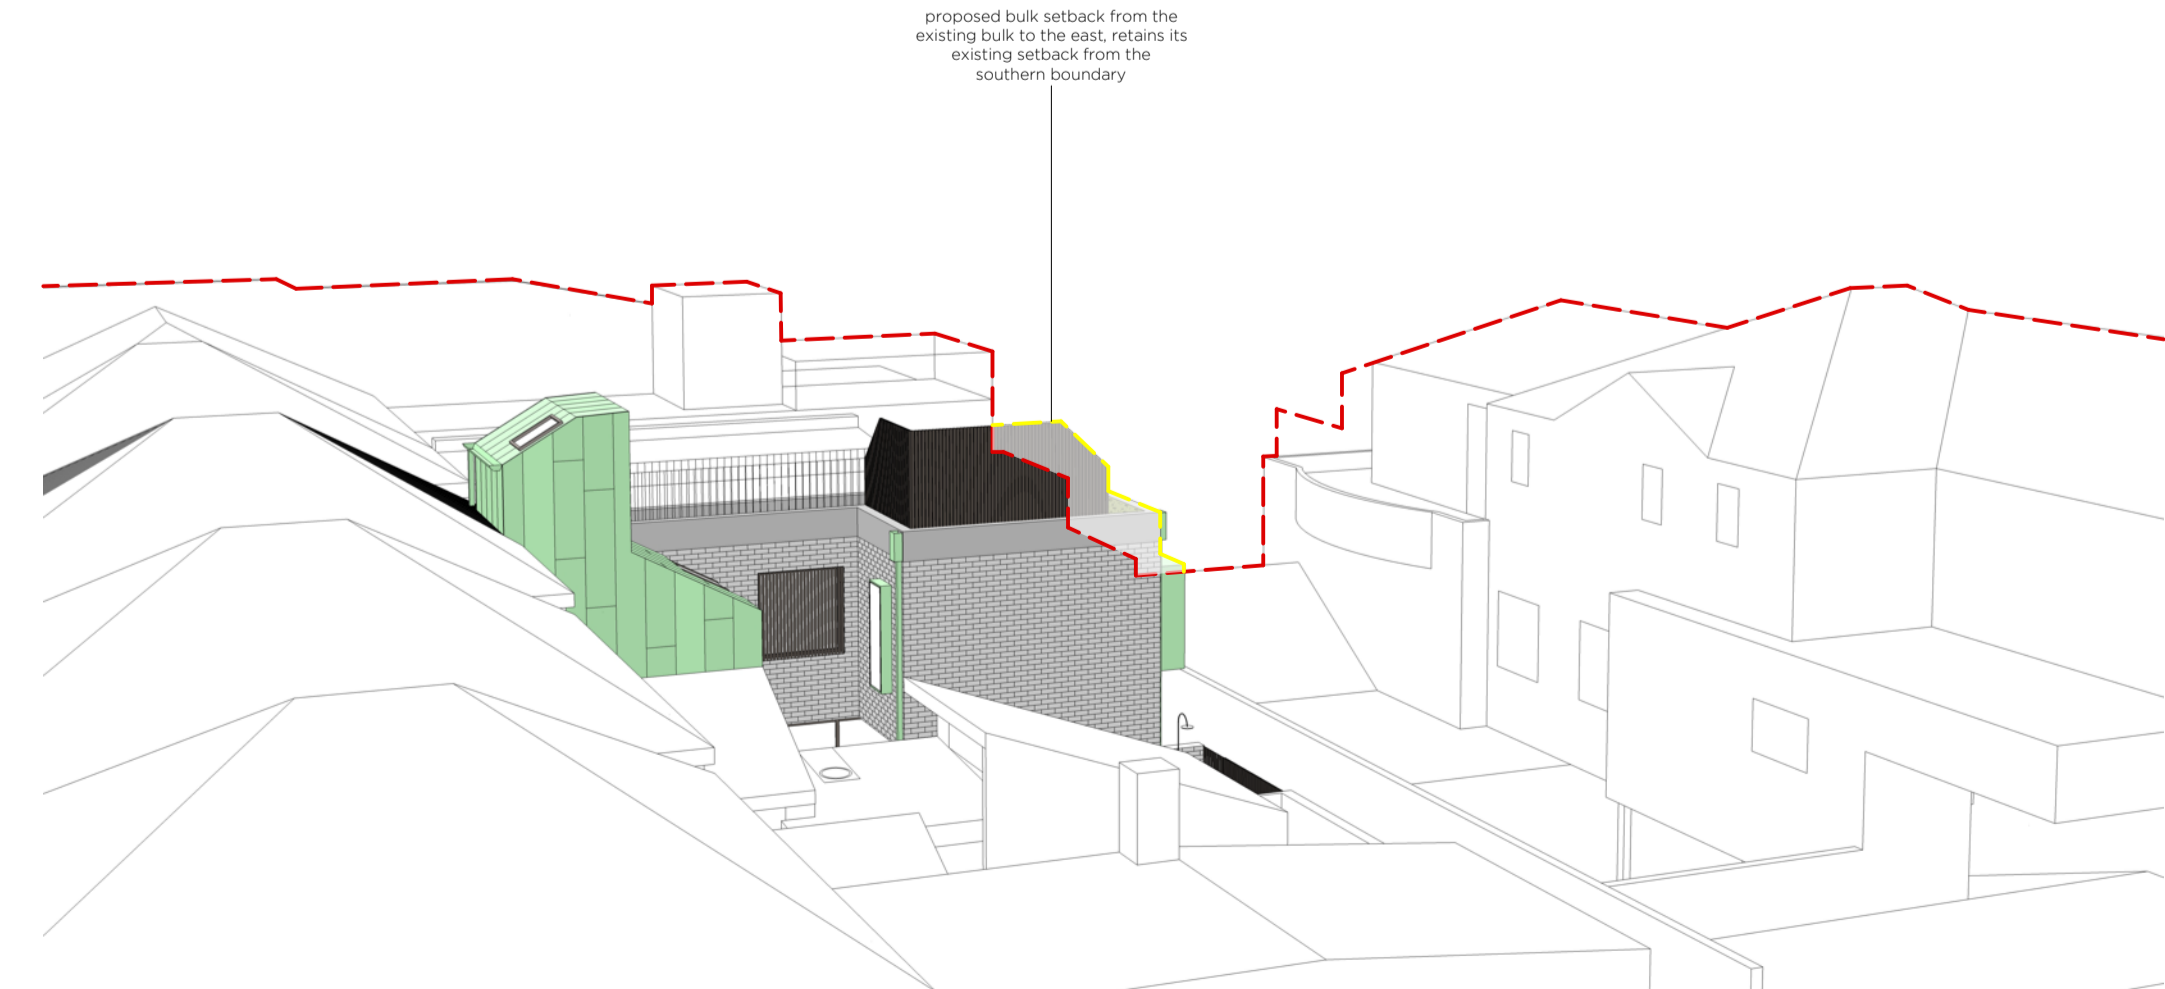 proposed bulk setback from the
existing bulk to the east, retains its
existing setback from the
southern boundary